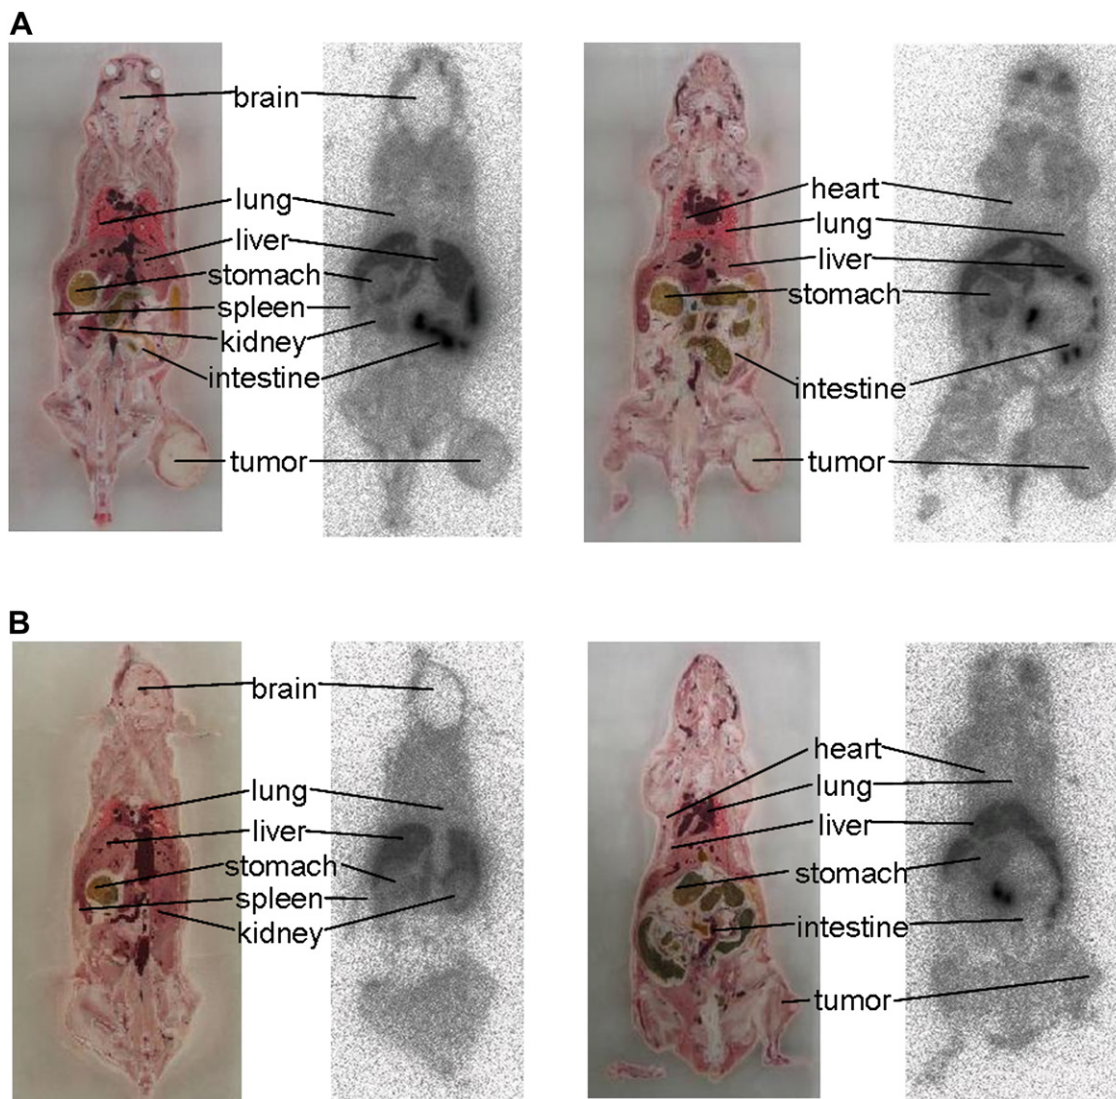 A
brain
lung
liver
stomach
spleen
kidney
intestine
tumor
heart
lung
liver
stomach
intestine
tumor
B
brain
lung
liver
stomach
spleen
kidney
heart
lung
liver
stomach
intestine
tumor